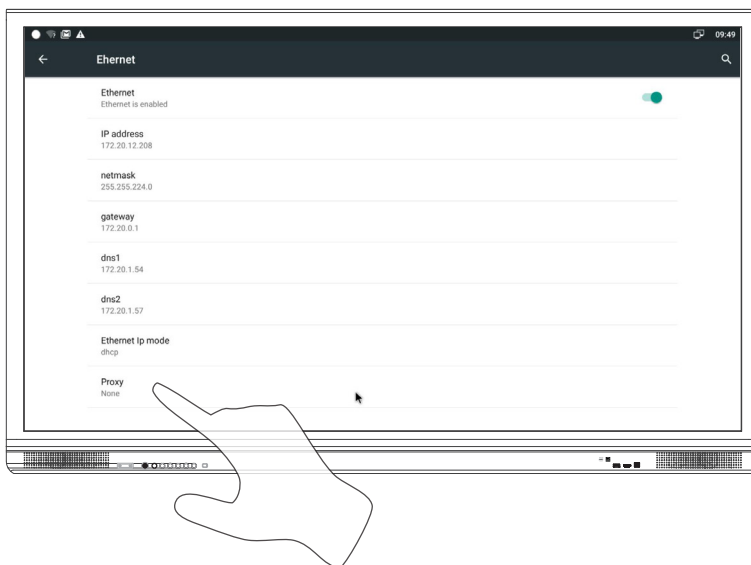 09:49
Ehernet
Ethernet
Ethernet is enabled
IP address
172.20.12.208
netmask
255.255.224.0
gateway
172.20.0.1
dns1
172.20.1.54
dns2
172.20.1.57
Ethernet Ip mode
dhcp
Proxy
None